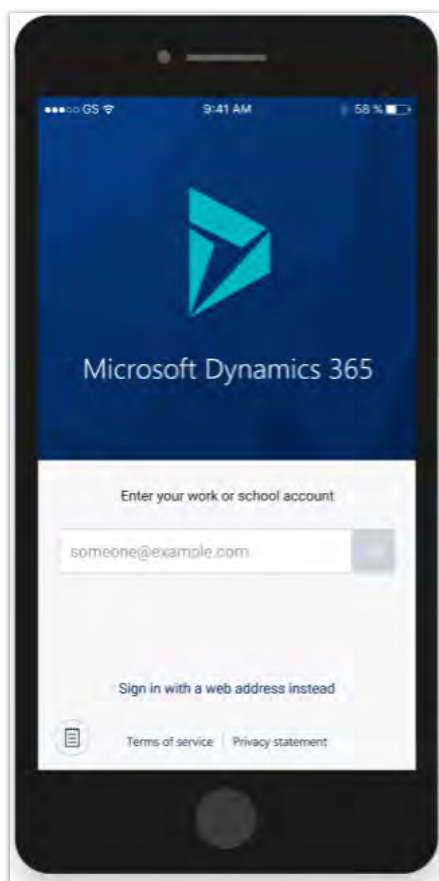 GS 9:41 AM 58 %
Microsoft Dynamics 365
Enter your work or school account
someone@example.com
Sign in with a web address instead
Terms of service | Privacy statement